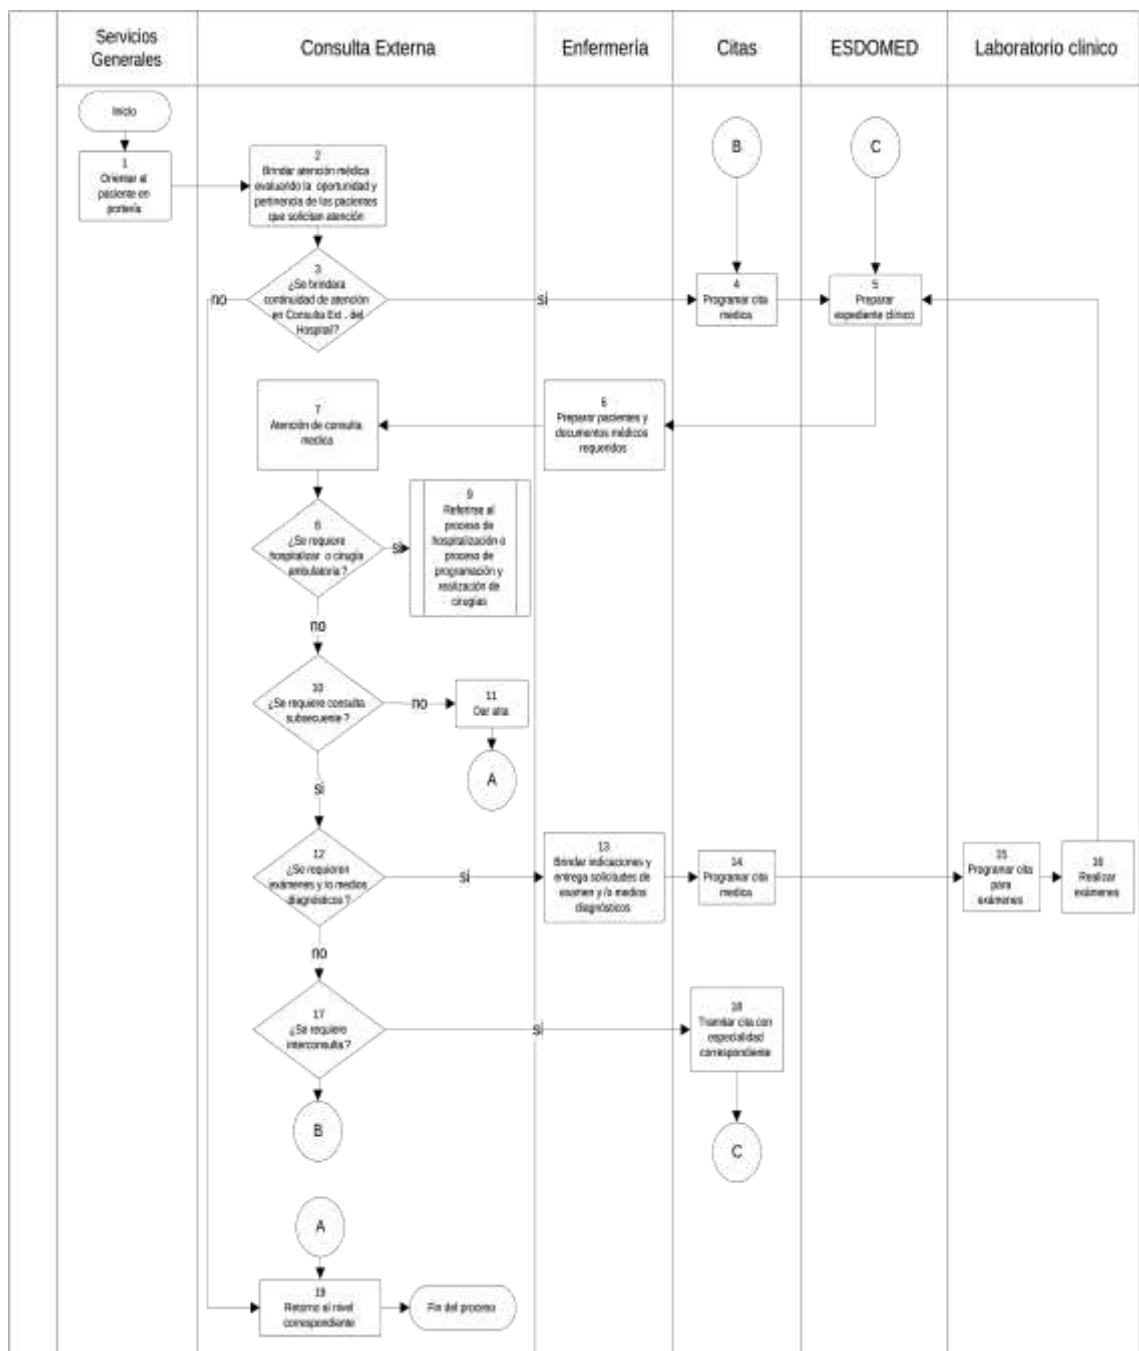 Servicios
Generales
Consulta Externa
Enfermería
Citas
ESDOMED
Laboratorio clínico
Inicio
1
Orientar al
paciente en
portería
2
Brindar atención médica
evaluando la oportunidad y
pertinencia de los pacientes
que solicitan atención
B
C
3
¿Se brindara
continuidad de atención
en Consulta Ext . del
Hospital?
no
sí
4
Programar cita
medica
5
Preparar
expediente clínico
6
Preparar pacientes y
documentos médicos
requeridos
7
Atención de consulta
medica
8
¿Se requiere
hospitalizar o cirugía
ambulatoria ?
sí
9
Referirse al
proceso de
hospitalización o
proceso de
programación y
realización de
cirugías
no
10
¿Se requiere consulta
subsecuente ?
no
11
Dar alta
A
si
12
¿Se requieren
exámenes y /o medios
diagnósticos ?
sí
13
Brindar indicaciones y
entrega solicitudes de
examen y /o medios
diagnósticos
14
Programar cita
medica
15
Programar cita
para
exámenes
16
Realizar
exámenes
no
17
¿Se requiere
interconsulta ?
si
18
Tramitar cita con
especialidad
correspondiente
B
C
A
19
Retorno al nivel
correspondiente
Fin del proceso